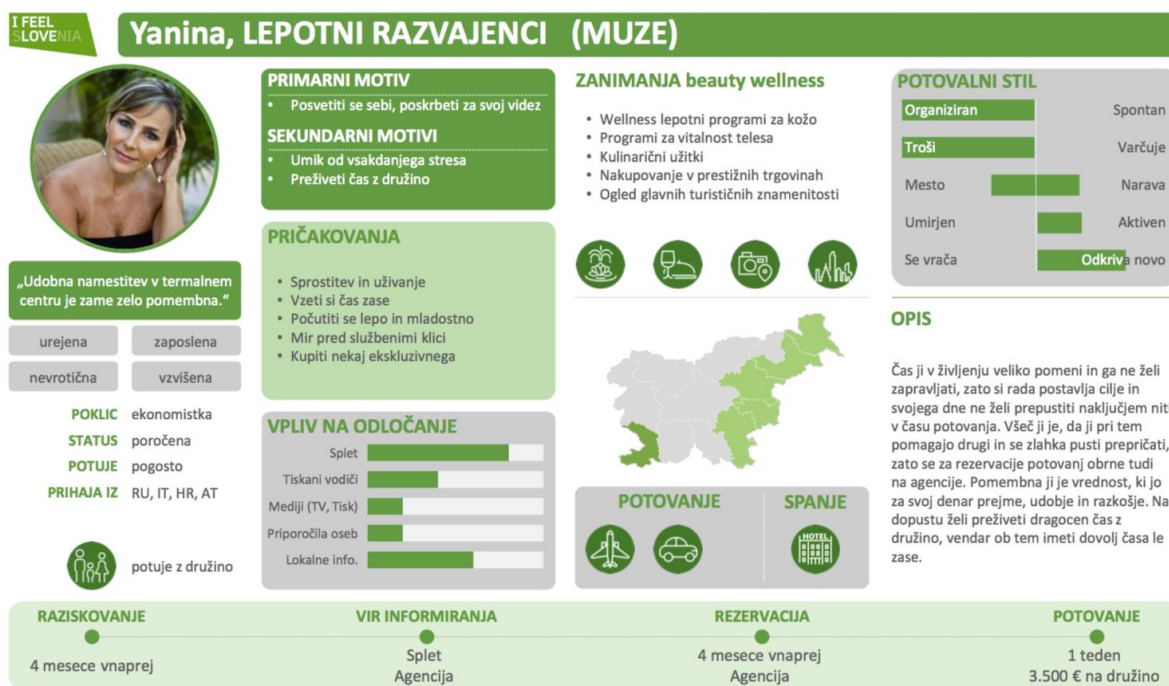 I FEEL
SLOVENIA
Yanina, LEPOTNI RAZVAJENCI (MUZE)
„Udobna namestitev v termalnem
centru je zame zelo pomembna.“
urejena
zaposlena
nevrotična
vzvišena
POKLIC ekonomistka
STATUS poročena
POTUJE pogosto
PRIHAJA IZ RU, IT, HR, AT
potuje z družino
PRIMARNI MOTIV
• Posvetiti se sebi, poskrbeti za svoj videz
SEKUNDARNI MOTIVI
• Umik od vsakdanjega stresa
• Preživeti čas z družino
PRIČAKOVANJA
• Sprostitev in uživanje
• Vzeti si čas zase
• Počutiti se lepo in mladostno
• Mir pred službenimi klici
• Kupiti nekaj ekskluzivnega
VPLIV NA ODLOČANJE
Splet
Tiskani vodiči
Mediji (TV, Tisk)
Priporočila oseb
Lokalne info.
ZANIMANJA beauty wellness
• Wellness lepotni programi za kožo
• Programi za vitalnost telesa
• Kulinarični užitki
• Nakupovanje v prestižnih trgovinah
• Ogled glavnih turističnih znamenitosti
POTOVANJE
SPANJE
HOTEL
POTOVALNI STIL
Organiziran Spontan
Troši Varčuje
Mesto Narava
Umirjen Aktiven
Se vrača Odkriva novo
OPIS
Čas ji v življenju veliko pomeni in ga ne želi
zapravljati, zato si rada postavlja cilje in
svojega dne ne želi prepustiti naključjem niti
v času potovanja. Všeč ji je, da ji pri tem
pomagajo drugi in se zlahka pusti prepričati,
zato se za rezervacije potovanj obrne tudi
na agencije. Pomembna ji je vrednost, ki jo
za svoj denar prejme, udobje in razkošje. Na
dopustu želi preživeti dragocen čas z
družino, vendar ob tem imeti dovolj časa le
zase.
RAZISKOVANJE
4 mesece vnaprej
VIR INFORMIRANJA
Splet
Agencija
REZERVACIJA
4 mesece vnaprej
Agencija
POTOVANJE
1 teden
3.500 € na družino